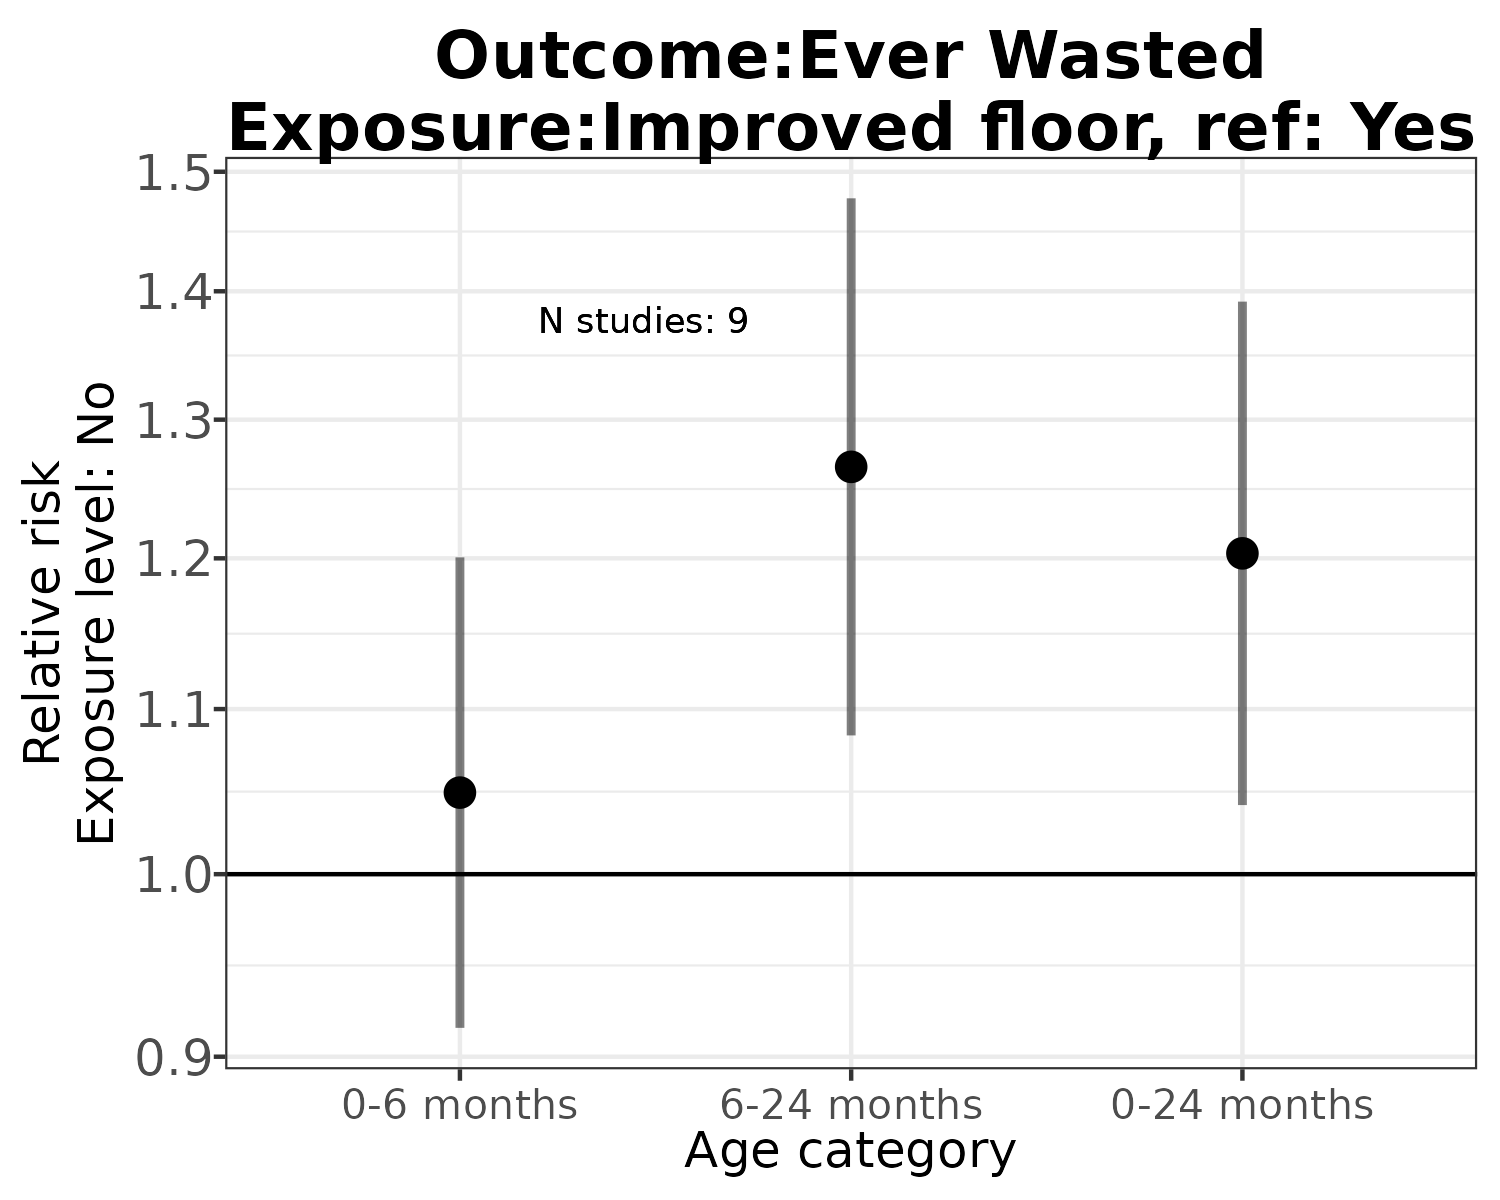 Outcome:Ever Wasted
Exposure:Improved floor, ref: Yes
Relative risk
Exposure level: No
1.5
1.4
1.3
1.2
1.1
1.0
0.9
N studies: 9
0-6 months
6-24 months
0-24 months
Age category